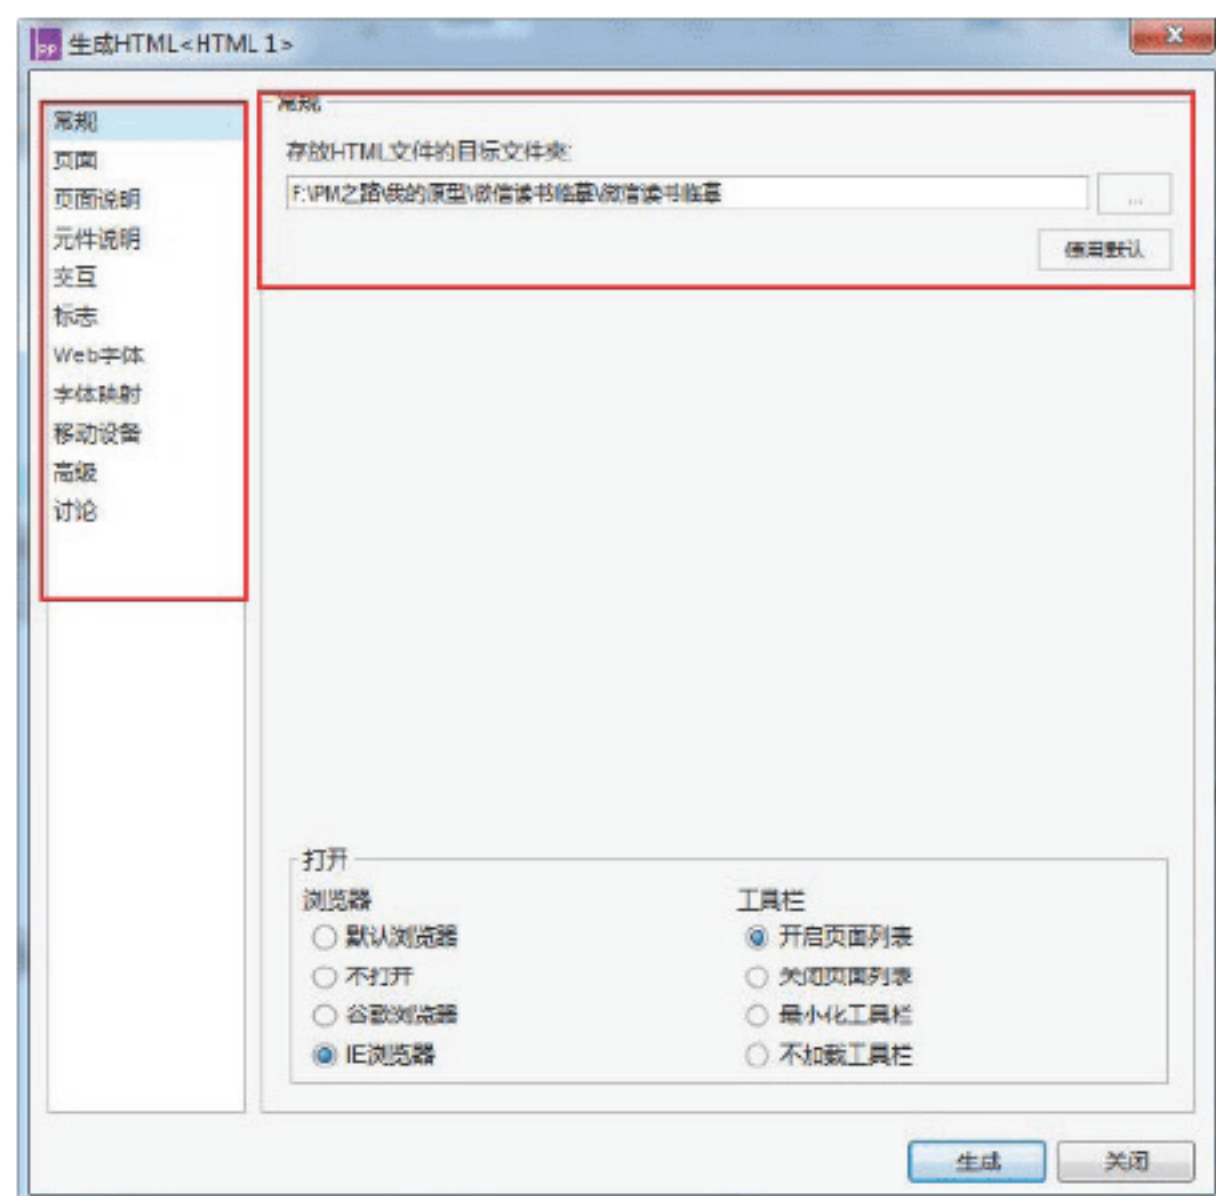 生成HTML<HTML 1>
常规
页面
页面说明
元件说明
交互
标志
Web字体
字体映射
移动设备
高级
讨论
常规
存放HTML文件的目标文件夹:
F:\PM之路\我的原型\微信读书临摹\微信读书临摹
...
使用默认
打开
浏览器
默认浏览器
不打开
谷歌浏览器
IE浏览器
工具栏
开启页面列表
关闭页面列表
最小化工具栏
不加载工具栏
生成
关闭